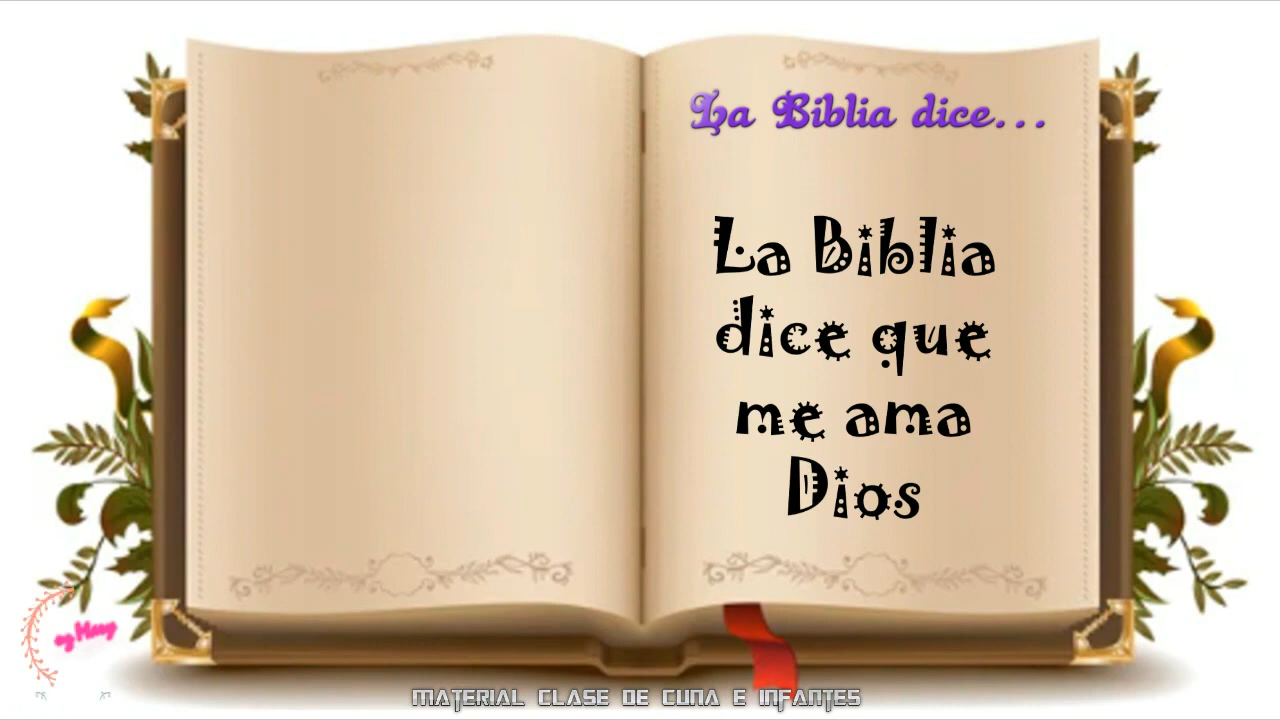 La Biblia dice...
La Biblia
dice que
me ama
Dios
MATERIAL CLASE DE CUNA E INFANTES